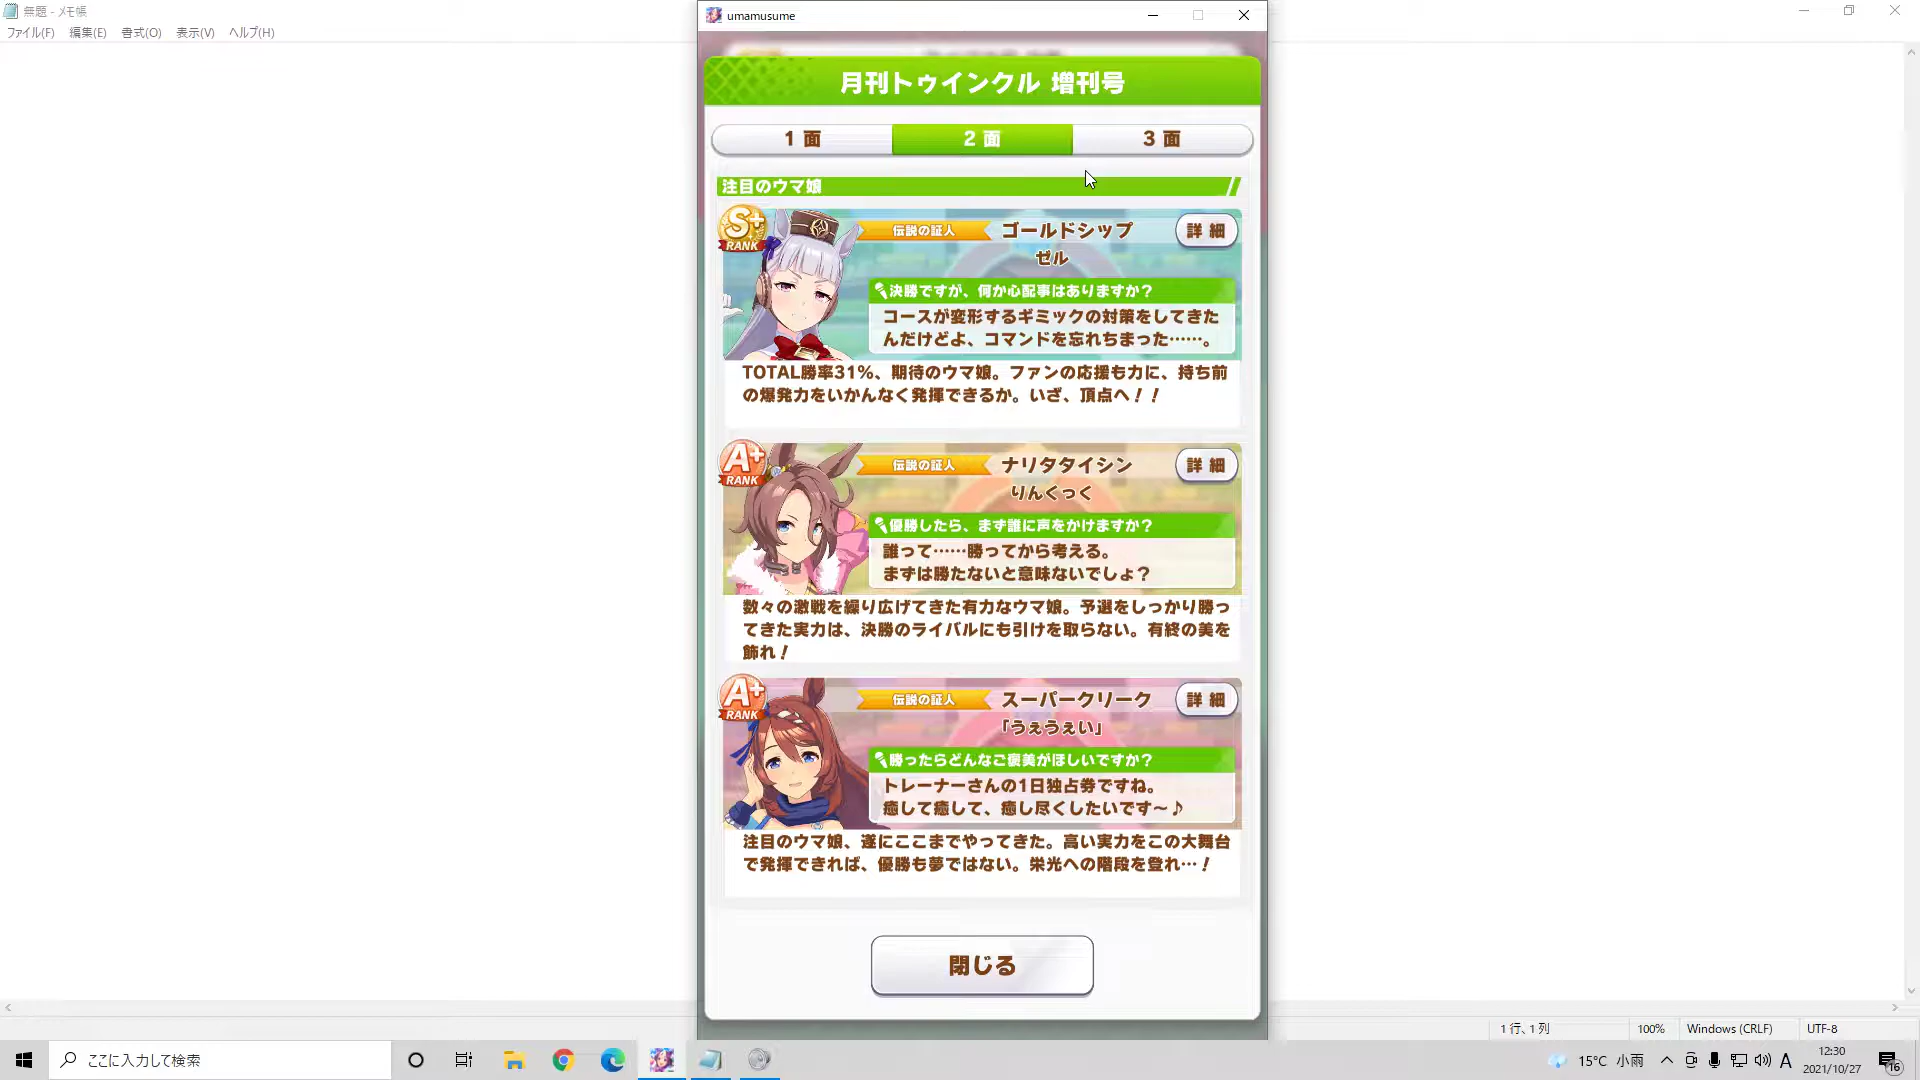 無題 - メモ帳
ファイル(F) 編集(E) 書式(O) 表示(V) ヘルプ(H)
umamusume
月刊トゥインクル 増刊号
1 面 2 面 3 面
注目のウマ娘
S+ RANK
伝説の証人 ゴールドシップ 詳細
ゼル
決勝ですが、何か心配事はありますか?
コースが変形するギミックの対策をしてきた
んだけどよ、コマンドを忘れちまった……。
TOTAL勝率31%、期待のウマ娘。ファンの応援も力に、持ち前
の爆発力をいかんなく発揮できるか。いざ、頂点へ!!
A+ RANK
伝説の証人 ナリタタイシン 詳細
りんくっく
優勝したら、まず誰に声をかけますか?
誰って……勝ってから考える。
まずは勝たないと意味ないでしょ?
数々の激戦を繰り広げてきた有力なウマ娘。予選をしっかり勝っ
てきた実力は、決勝のライバルにも引けを取らない。有終の美を
飾れ!
A+ RANK
伝説の証人 スーパークリーク 詳細
「うぇうぇい」
勝ったらどんなご褒美がほしいですか?
トレーナーさんの1日独占券ですね。
癒して癒して、癒し尽くしたいです~♪
注目のウマ娘、遂にここまでやってきた。高い実力をこの大舞台
で発揮できれば、優勝も夢ではない。栄光への階段を登れ…!
閉じる
1 行、1 列 100% Windows (CRLF) UTF-8
ここに入力して検索
15°C 小雨 A
12:30
2021/10/27
16